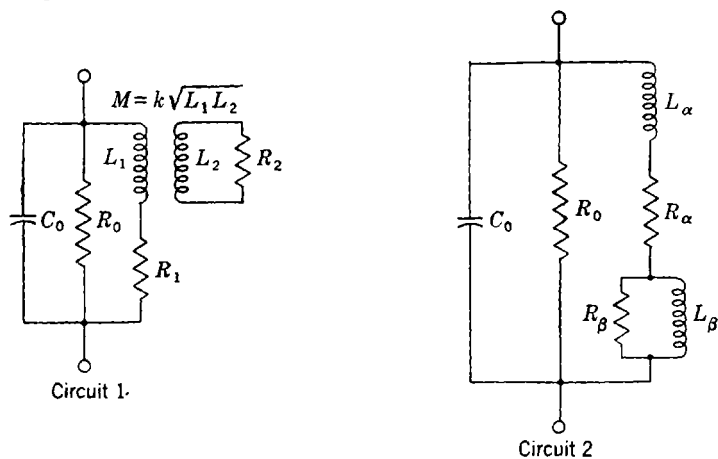 M = k√L₁L₂
L₁
L₂
R₂
C₀
R₀
R₁
Circuit 1.
L_α
C₀
R₀
R_α
R_β
L_β
Circuit 2